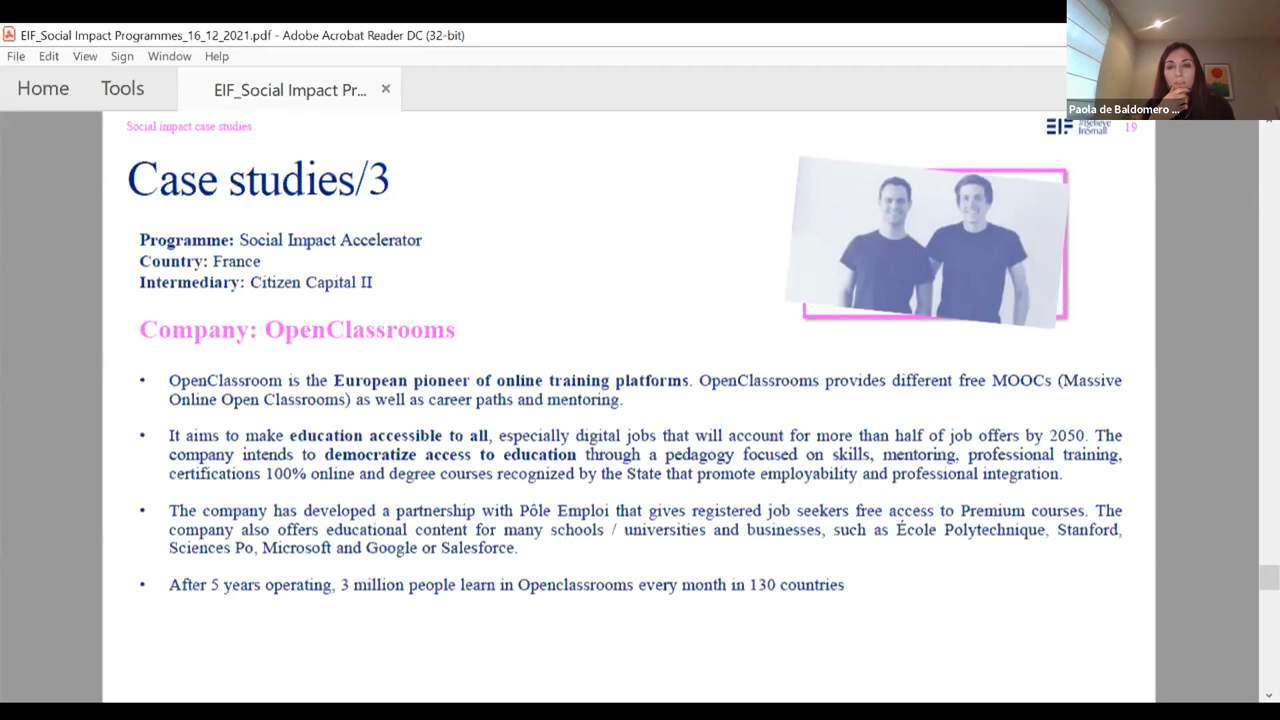 EIF_Social Impact Programmes_16_12_2021.pdf - Adobe Acrobat Reader DC (32-bit)
File Edit View Sign Window Help
Home Tools EIF_Social Impact Pr... ×
Paola de Baldomero ...
Social impact case studies
EIF #Believe InSmall 19
Case studies/3
Programme: Social Impact Accelerator
Country: France
Intermediary: Citizen Capital II
Company: OpenClassrooms
• OpenClassroom is the European pioneer of online training platforms. OpenClassrooms provides different free MOOCs (Massive
Online Open Classrooms) as well as career paths and mentoring.
• It aims to make education accessible to all, especially digital jobs that will account for more than half of job offers by 2050. The
company intends to democratize access to education through a pedagogy focused on skills, mentoring, professional training,
certifications 100% online and degree courses recognized by the State that promote employability and professional integration.
• The company has developed a partnership with Pôle Emploi that gives registered job seekers free access to Premium courses. The
company also offers educational content for many schools / universities and businesses, such as École Polytechnique, Stanford,
Sciences Po, Microsoft and Google or Salesforce.
• After 5 years operating, 3 million people learn in Openclassrooms every month in 130 countries